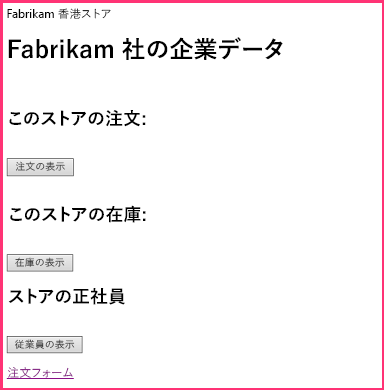 Fabrikam 香港ストア
Fabrikam 社の企業データ
このストアの注文:
注文の表示
このストアの在庫:
在庫の表示
ストアの正社員
従業員の表示
注文フォーム